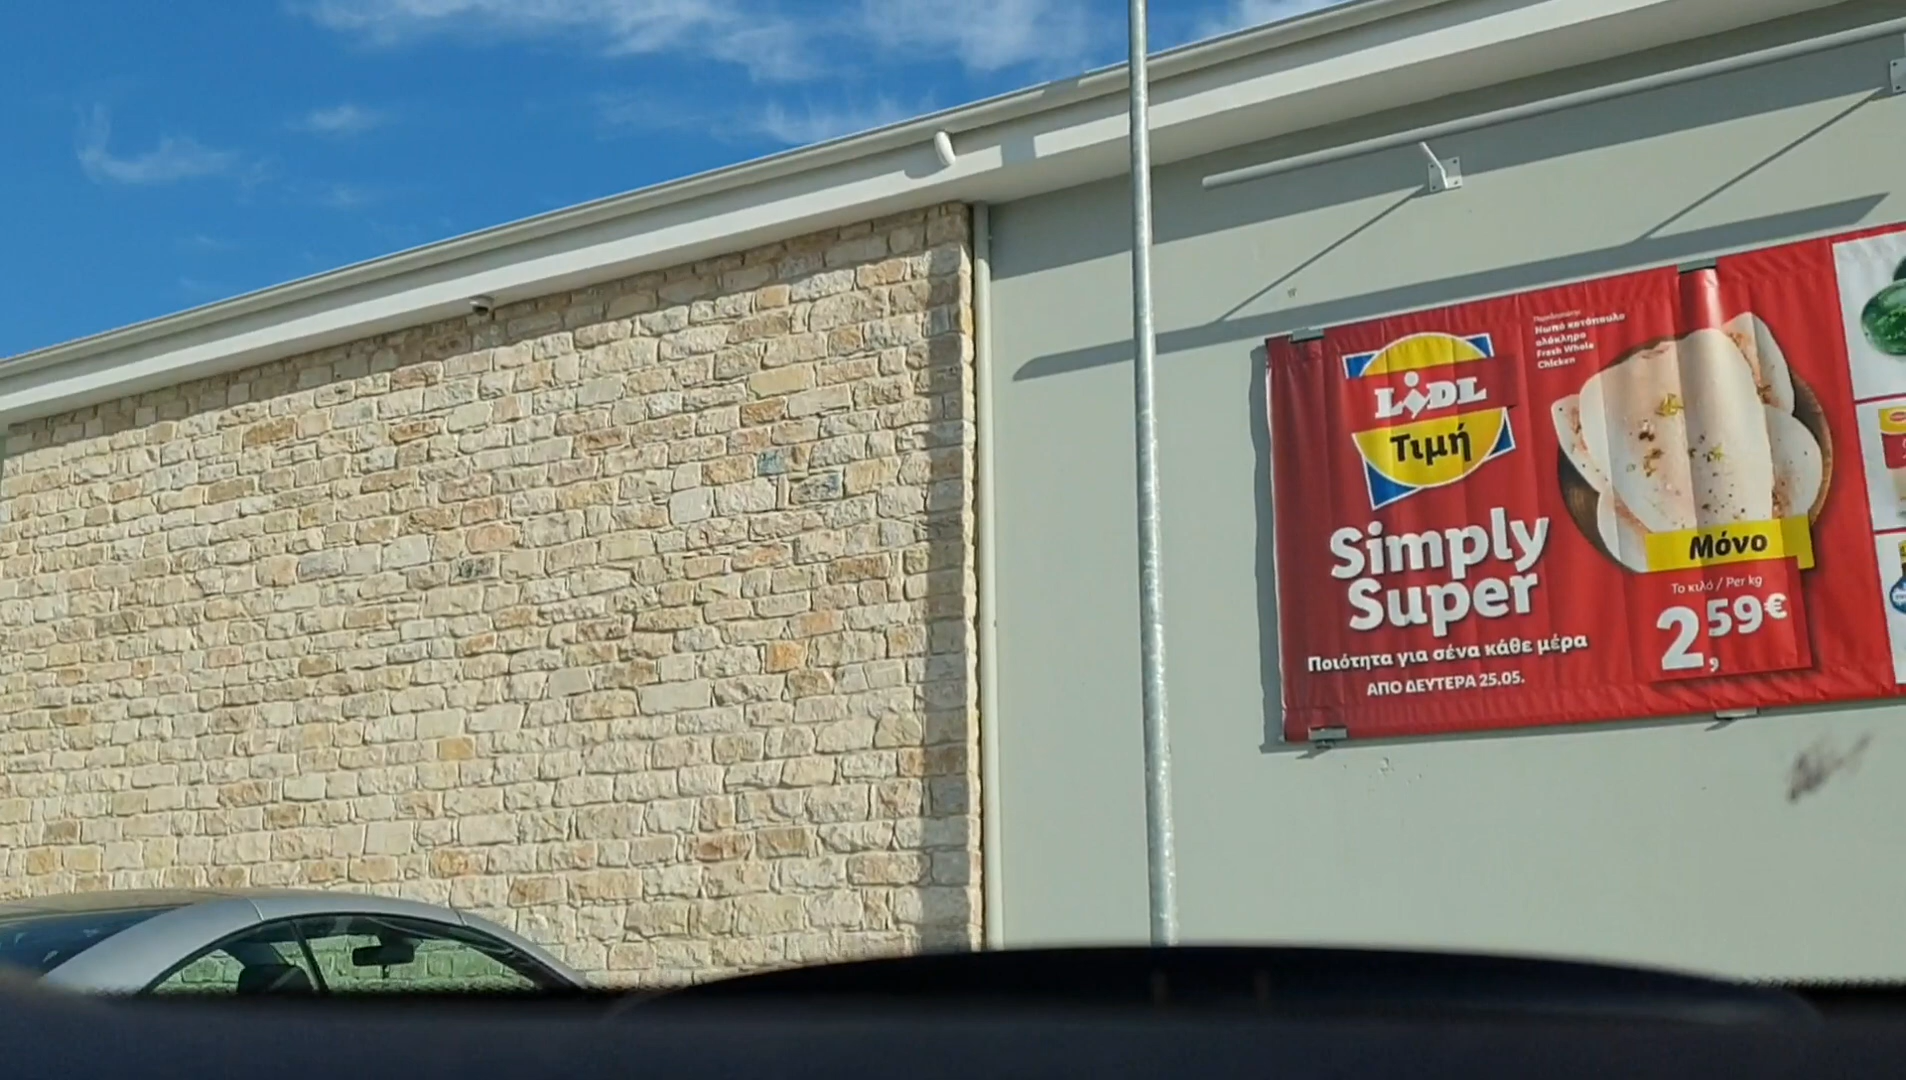 LIDL
Τιμή
Simply
Super
Ποιότητα για σένα κάθε μέρα
ΑΠΟ ΔΕΥΤΕΡΑ 25.05.
Νωπό κοτόπουλο
ολόκληρο
Fresh Whole
Chicken
Μόνο
Το κιλό / Per kg
2,59€